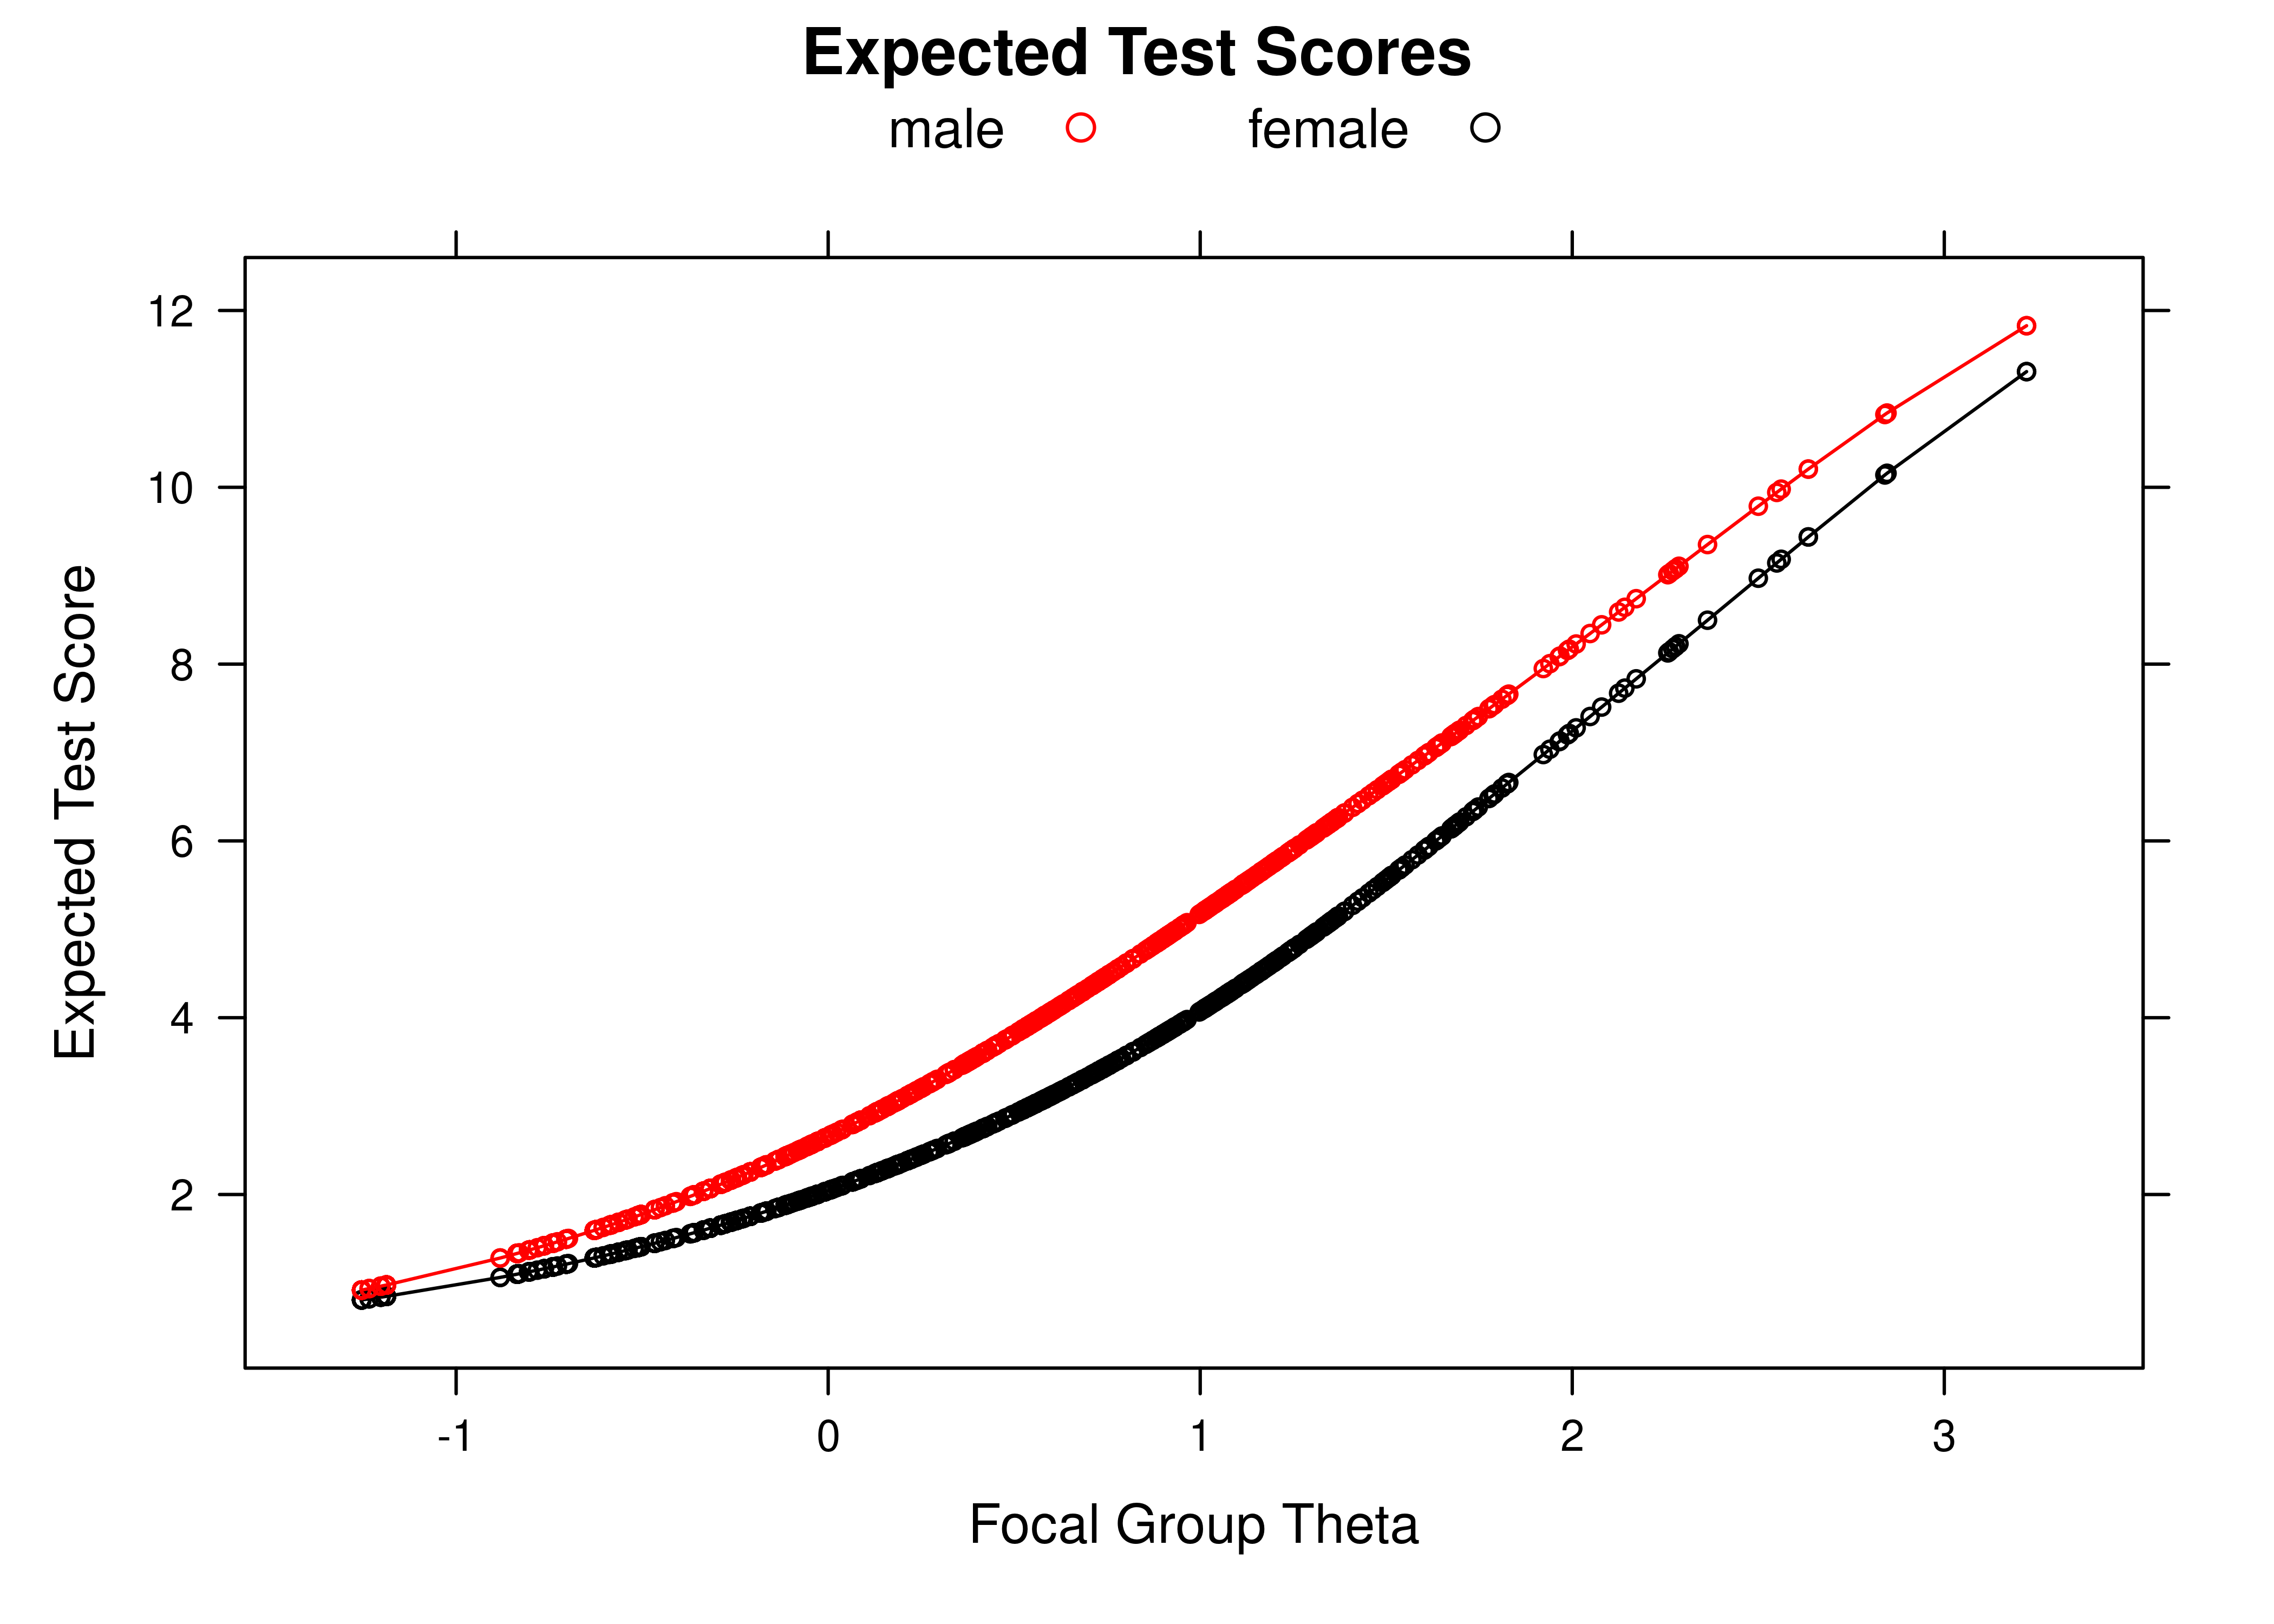 Expected Test Scores
male female
12
10
8
6
4
2
Expected Test Score
-1 0 1 2 3
Focal Group Theta